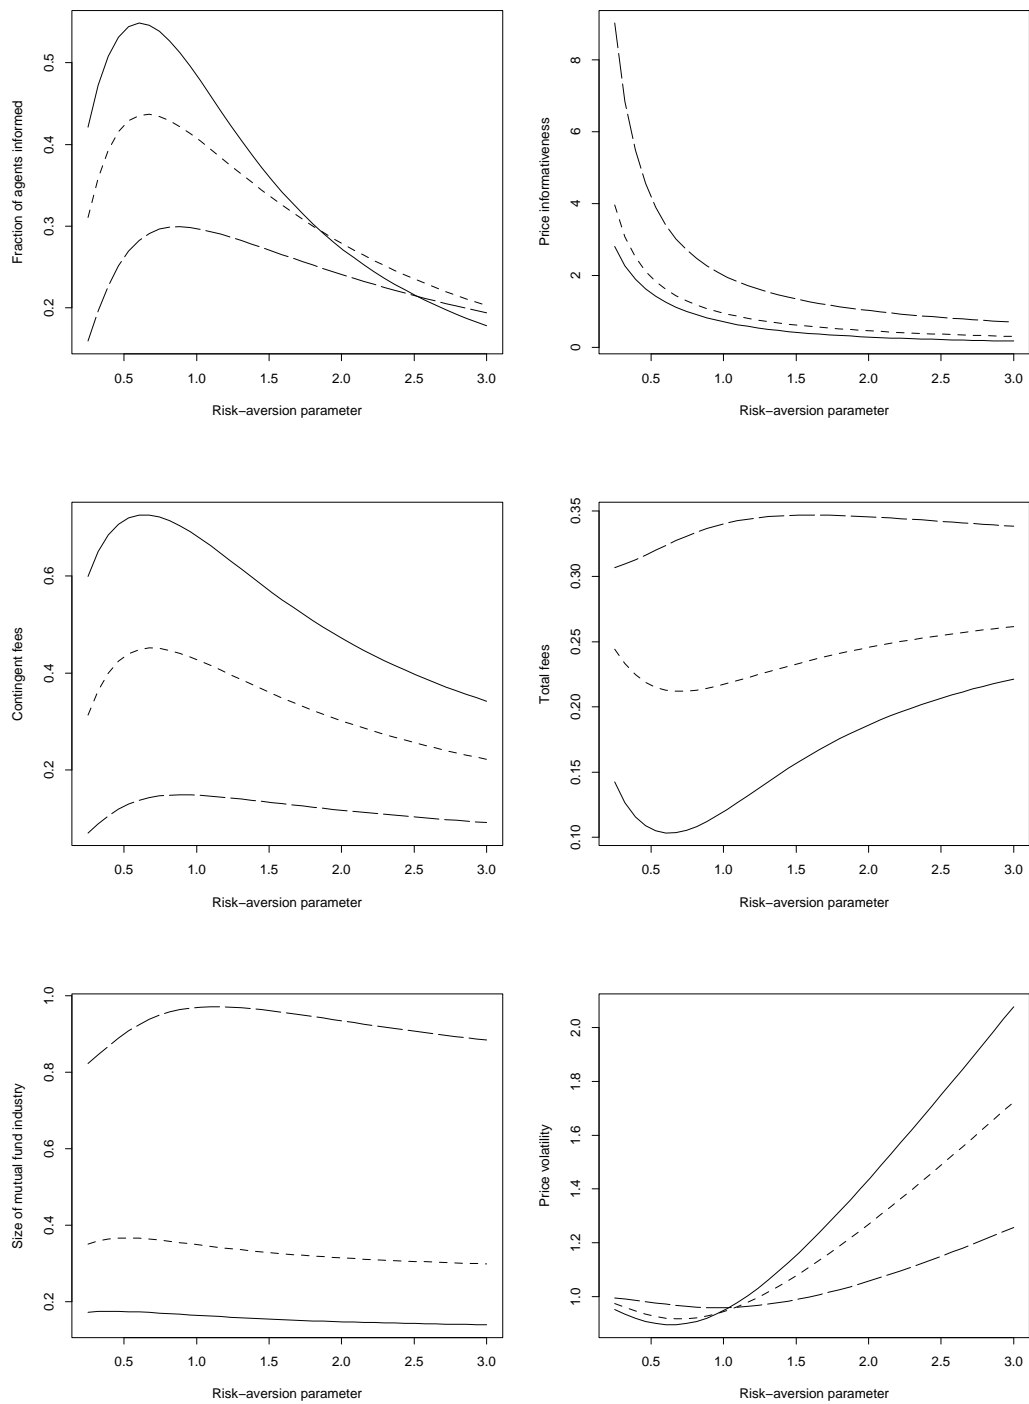 Fraction of agents informed
0.2 0.3 0.4 0.5
0.5 1.0 1.5 2.0 2.5 3.0
Risk−aversion parameter
Price informativeness
0 2 4 6 8
0.5 1.0 1.5 2.0 2.5 3.0
Risk−aversion parameter
Contingent fees
0.2 0.4 0.6
0.5 1.0 1.5 2.0 2.5 3.0
Risk−aversion parameter
Total fees
0.10 0.15 0.20 0.25 0.30 0.35
0.5 1.0 1.5 2.0 2.5 3.0
Risk−aversion parameter
Size of mutual fund industry
0.2 0.4 0.6 0.8 1.0
0.5 1.0 1.5 2.0 2.5 3.0
Risk−aversion parameter
Price volatility
1.0 1.2 1.4 1.6 1.8 2.0
0.5 1.0 1.5 2.0 2.5 3.0
Risk−aversion parameter